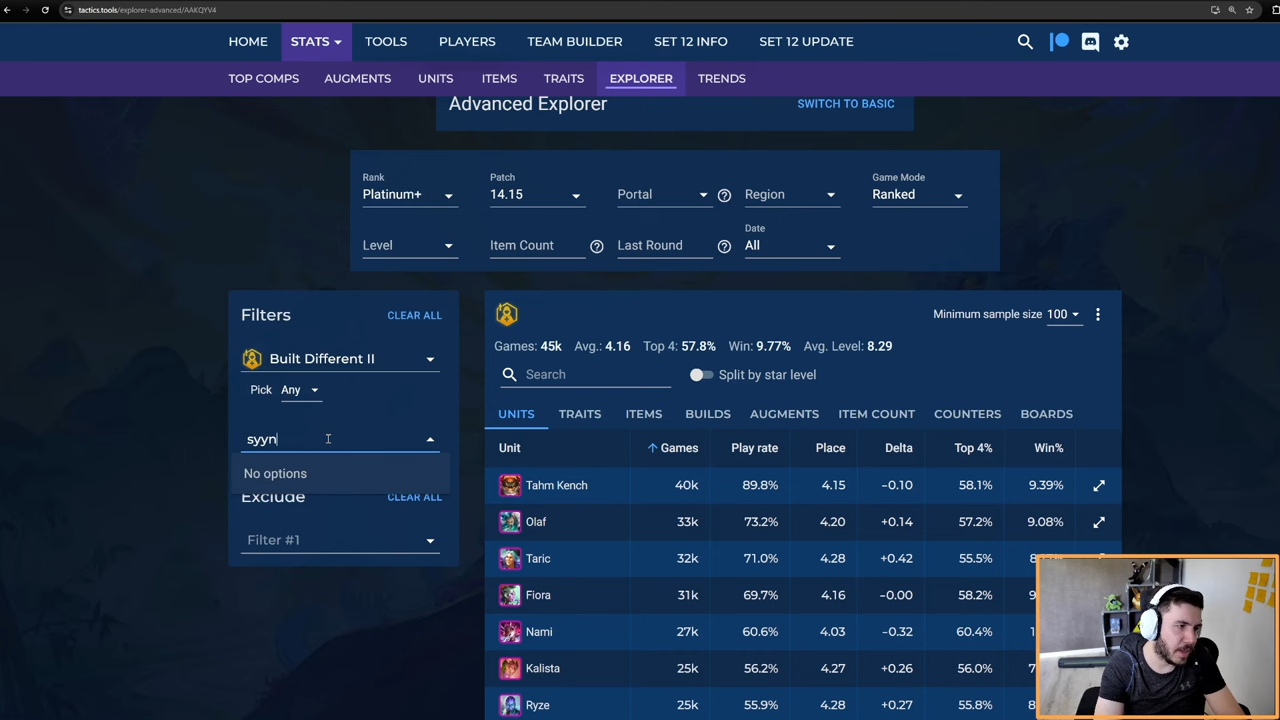 tactics.tools/explorer-advanced/AAKQYV4
HOME STATS TOOLS PLAYERS TEAM BUILDER SET 12 INFO SET 12 UPDATE
TOP COMPS AUGMENTS UNITS ITEMS TRAITS EXPLORER TRENDS
Advanced Explorer SWITCH TO BASIC
Rank Patch Game Mode
Platinum+ 14.15 Portal Region Ranked
Date
Level Item Count Last Round All
Filters CLEAR ALL
Built Different II
Pick Any
syyn
No options
Exclude CLEAR ALL
Filter #1
Minimum sample size 100
Games: 45k Avg.: 4.16 Top 4: 57.8% Win: 9.77% Avg. Level: 8.29
Search Split by star level
UNITS TRAITS ITEMS BUILDS AUGMENTS ITEM COUNT COUNTERS BOARDS
Unit Games Play rate Place Delta Top 4% Win%
Tahm Kench 40k 89.8% 4.15 −0.10 58.1% 9.39%
Olaf 33k 73.2% 4.20 +0.14 57.2% 9.08%
Taric 32k 71.0% 4.28 +0.42 55.5%
Fiora 31k 69.7% 4.16 −0.00 58.2%
Nami 27k 60.6% 4.03 −0.32 60.4%
Kalista 25k 56.2% 4.27 +0.26 56.0%
Ryze 25k 55.9% 4.28 +0.27 55.8%